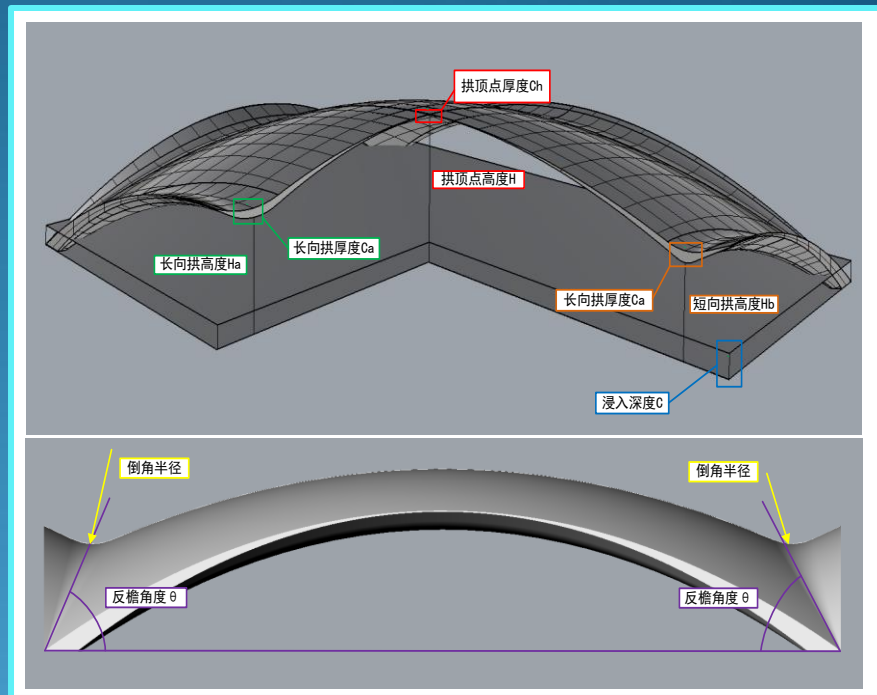 拱顶点厚度Ch
拱顶点高度H
长向拱厚度Ca
长向拱高度Ha
长向拱厚度Ca
短向拱高度Hb
浸入深度C
倒角半径
倒角半径
反檐角度θ
反檐角度θ